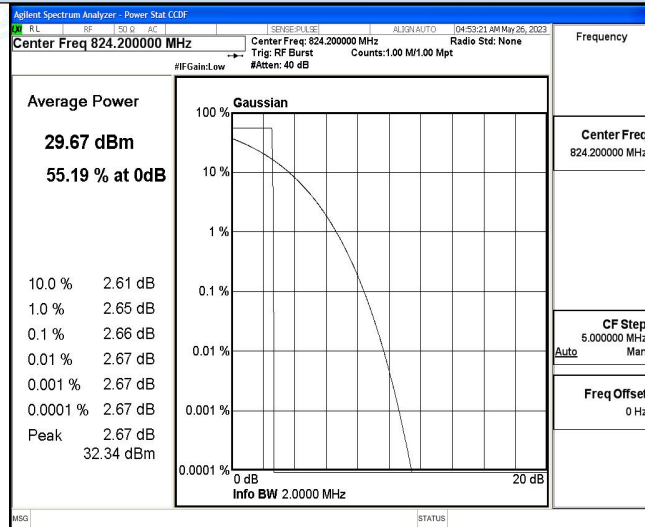 Agilent Spectrum Analyzer - Power Stat CCDF
RL RF 50 Ω AC SENSE:PULSE ALIGN AUTO 04:53:21 AM May 26, 2023
Center Freq 824.200000 MHz
Center Freq: 824.200000 MHz Radio Std: None
Trig: RF Burst Counts:1.00 M/1.00 Mpt
#IFGain:Low #Atten: 40 dB
Frequency
Average Power
29.67 dBm
55.19 % at 0dB
10.0 % 2.61 dB
1.0 % 2.65 dB
0.1 % 2.66 dB
0.01 % 2.67 dB
0.001 % 2.67 dB
0.0001 % 2.67 dB
Peak 2.67 dB
32.34 dBm
Gaussian
100 %
10 %
1 %
0.1 %
0.01 %
0.001 %
0.0001 %
0 dB 20 dB
Info BW 2.0000 MHz
Center Freq
824.200000 MHz
CF Step
5.000000 MHz
Auto Man
Freq Offset
0 Hz
MSG STATUS